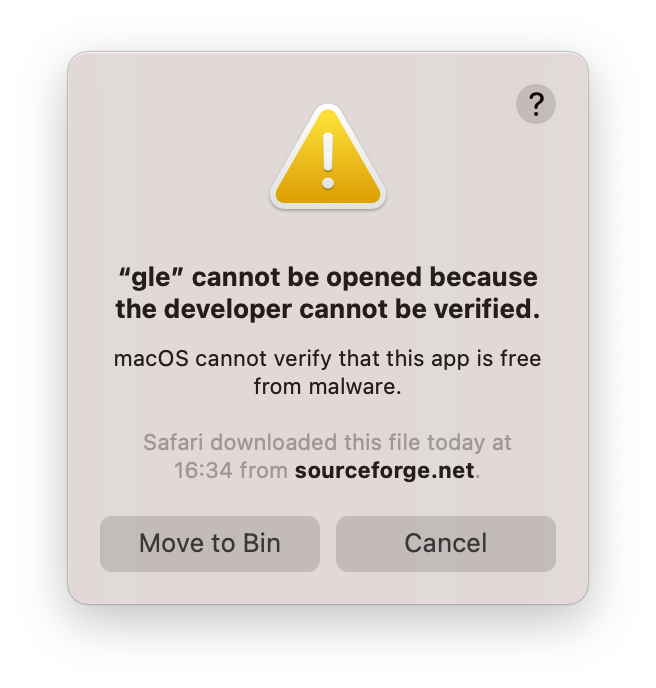 ?
“gle” cannot be opened because
the developer cannot be verified.
macOS cannot verify that this app is free
from malware.
Safari downloaded this file today at
16:34 from sourceforge.net.
Move to Bin
Cancel